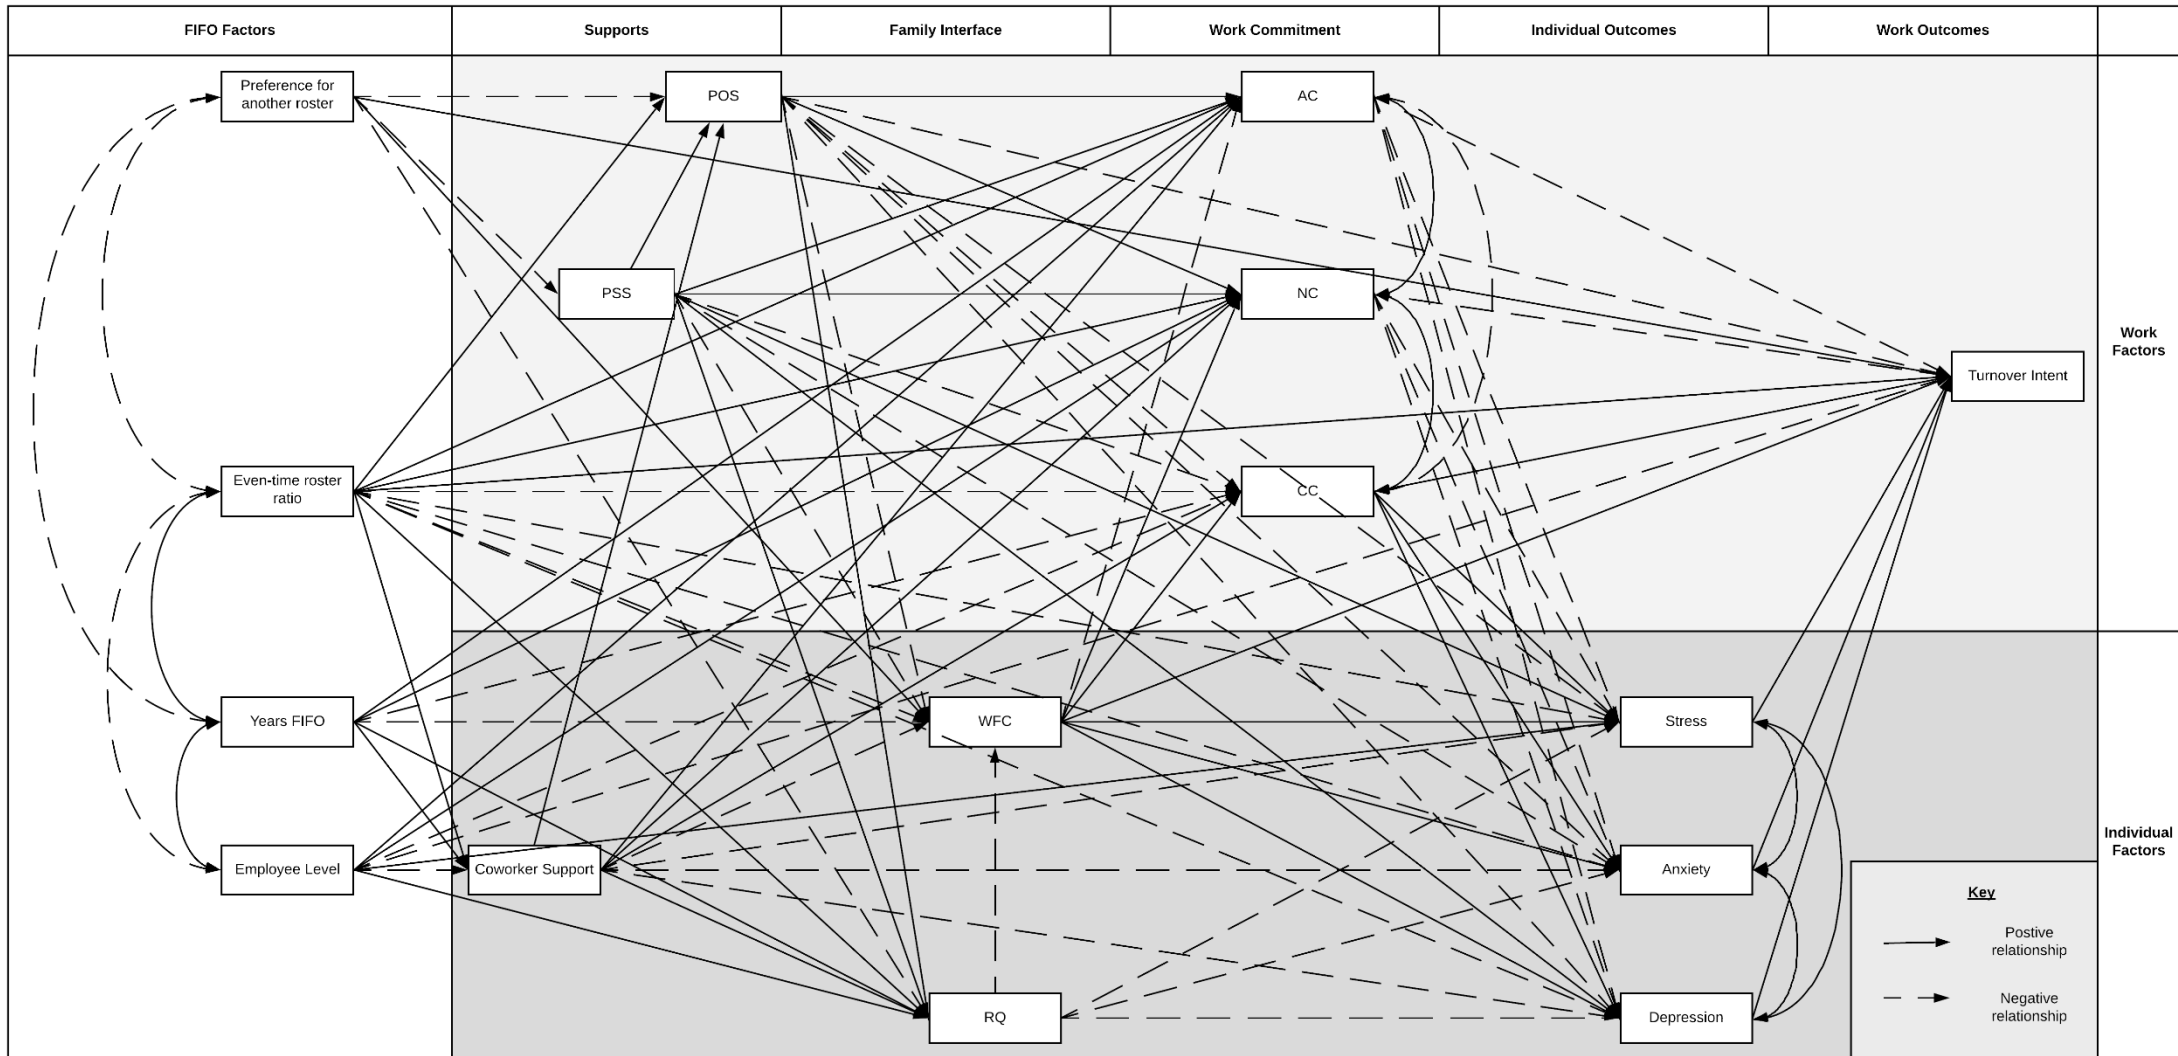 FIFO Factors
Supports
Family Interface
Work Commitment
Individual Outcomes
Work Outcomes
Preference for
another roster
POS
AC
PSS
NC
Work
Factors
Turnover Intent
Even-time roster
ratio
CC
Years FIFO
WFC
Stress
Employee Level
Coworker Support
Anxiety
Individual
Factors
Key
Postive
relationship
Negative
relationship
RQ
Depression